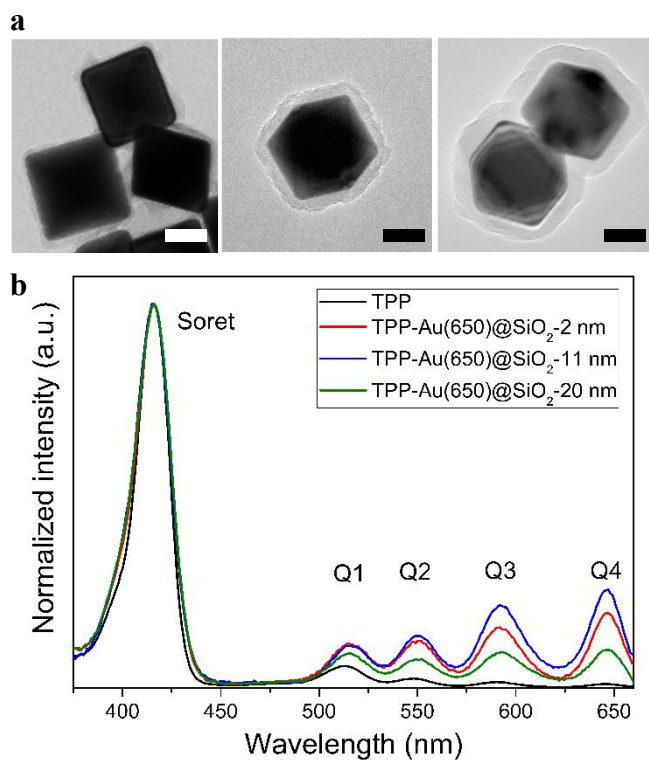 a
b
Soret
TPP
TPP-Au(650)@SiO₂-2 nm
TPP-Au(650)@SiO₂-11 nm
TPP-Au(650)@SiO₂-20 nm
Q1
Q2
Q3
Q4
Normalized intensity (a.u.)
400
450
500
550
600
650
Wavelength (nm)